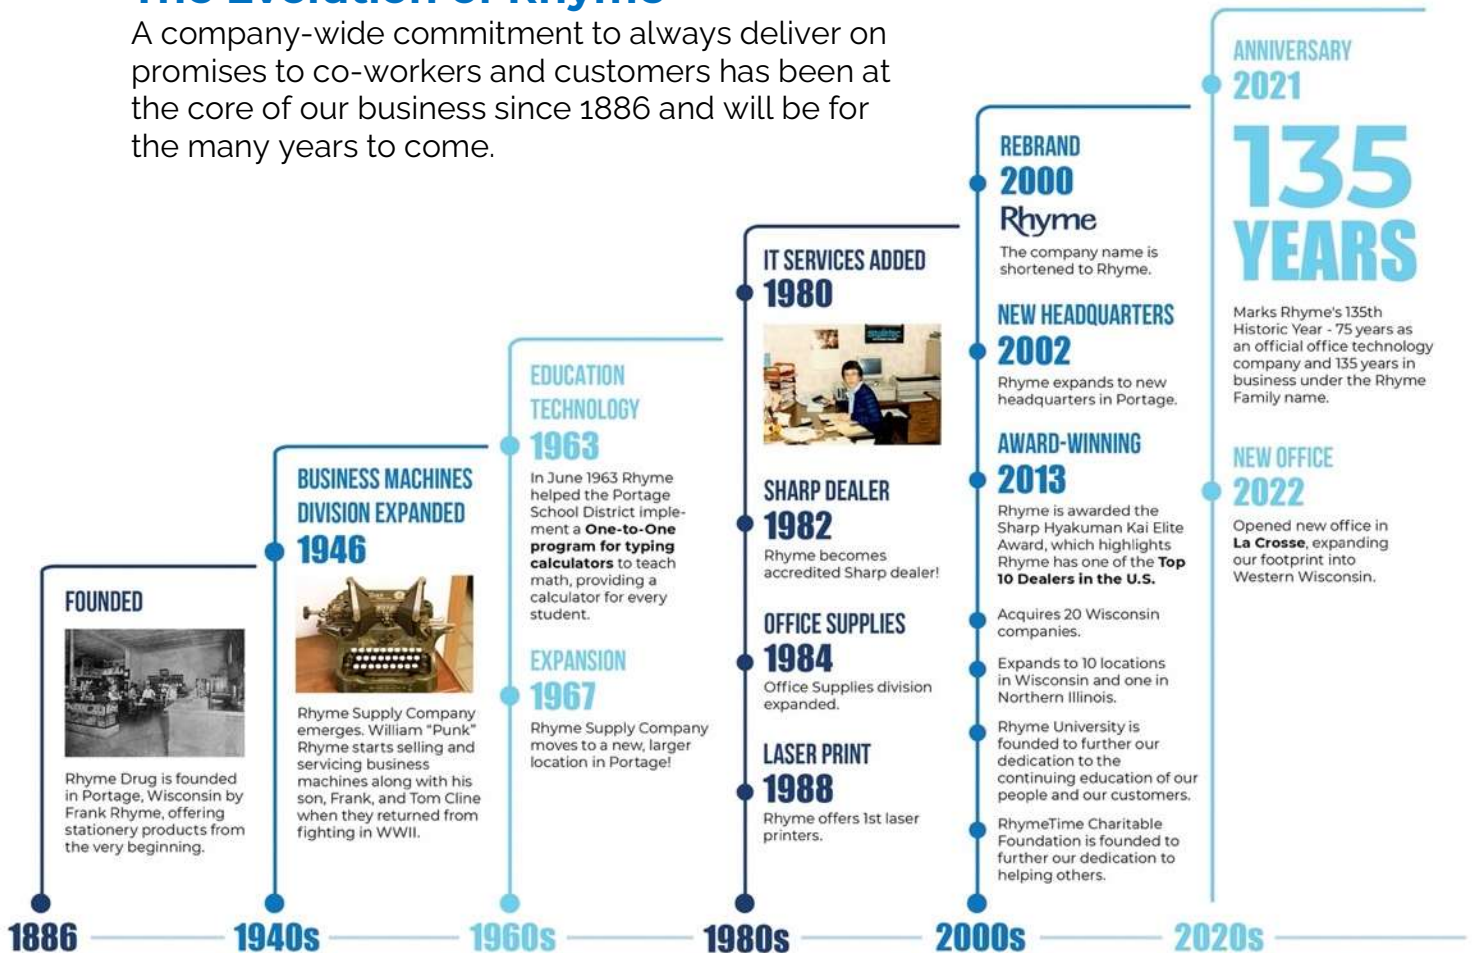 The Evolution of Rhyme
A company-wide commitment to always deliver on
promises to co-workers and customers has been at
the core of our business since 1886 and will be for
the many years to come.
FOUNDED
Rhyme Drug is founded
in Portage, Wisconsin by
Frank Rhyme, offering
stationery products from
the very beginning.
1886
BUSINESS MACHINES
DIVISION EXPANDED
1946
Rhyme Supply Company
emerges. William “Punk”
Rhyme starts selling and
servicing business
machines along with his
son, Frank, and Tom Cline
when they returned from
fighting in WWII.
1940s
EDUCATION
TECHNOLOGY
1963
In June 1963 Rhyme
helped the Portage
School District imple-
ment a One-to-One
program for typing
calculators to teach
math, providing a
calculator for every
student.
EXPANSION
1967
Rhyme Supply Company
moves to a new, larger
location in Portage!
1960s
IT SERVICES ADDED
1980
SHARP DEALER
1982
Rhyme becomes
accredited Sharp dealer!
OFFICE SUPPLIES
1984
Office Supplies division
expanded.
LASER PRINT
1988
Rhyme offers 1st laser
printers.
1980s
REBRAND
2000
Rhyme
The company name is
shortened to Rhyme.
NEW HEADQUARTERS
2002
Rhyme expands to new
headquarters in Portage.
AWARD-WINNING
2013
Rhyme is awarded the
Sharp Hyakuman Kai Elite
Award, which highlights
Rhyme has one of the Top
10 Dealers in the U.S.
Acquires 20 Wisconsin
companies.
Expands to 10 locations
in Wisconsin and one in
Northern Illinois.
Rhyme University is
founded to further our
dedication to the
continuing education of our
people and our customers.
RhymeTime Charitable
Foundation is founded to
further our dedication to
helping others.
2000s
ANNIVERSARY
2021
135
YEARS
Marks Rhyme's 135th
Historic Year - 75 years as
an official office technology
company and 135 years in
business under the Rhyme
Family name.
NEW OFFICE
2022
Opened new office in
La Crosse, expanding
our footprint into
Western Wisconsin.
2020s